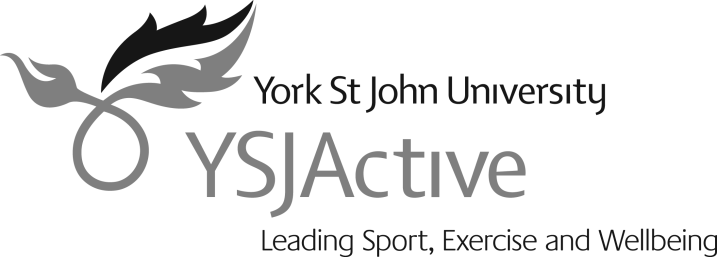 York St John University
YSJActive
Leading Sport, Exercise and Wellbeing